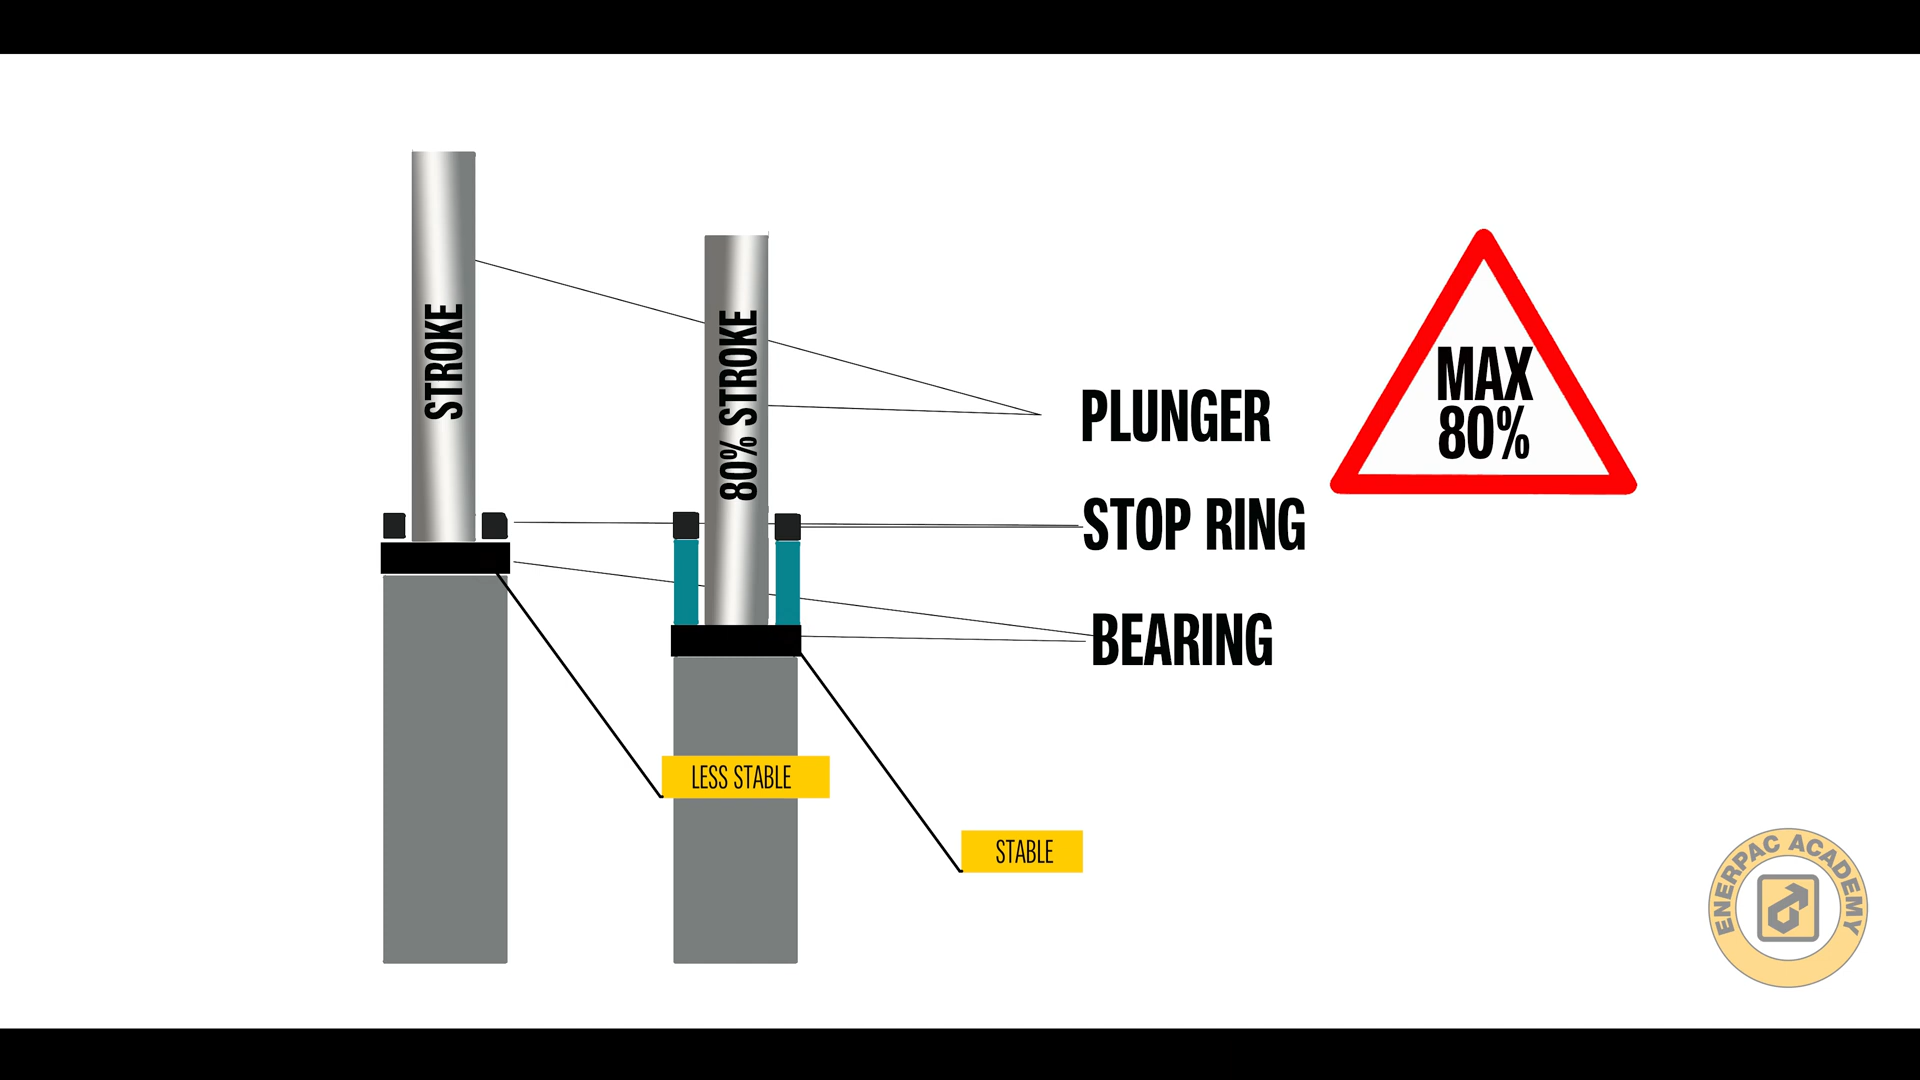 STROKE
80% STROKE
PLUNGER
STOP RING
BEARING
MAX
80%
LESS STABLE
STABLE
ENERPAC ACADEMY